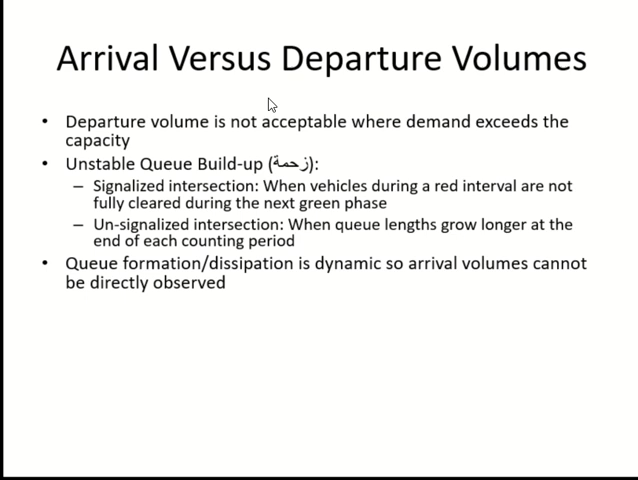 Arrival Versus Departure Volumes
• Departure volume is not acceptable where demand exceeds the
capacity
• Unstable Queue Build-up (زحمة):
– Signalized intersection: When vehicles during a red interval are not
fully cleared during the next green phase
– Un-signalized intersection: When queue lengths grow longer at the
end of each counting period
• Queue formation/dissipation is dynamic so arrival volumes cannot
be directly observed